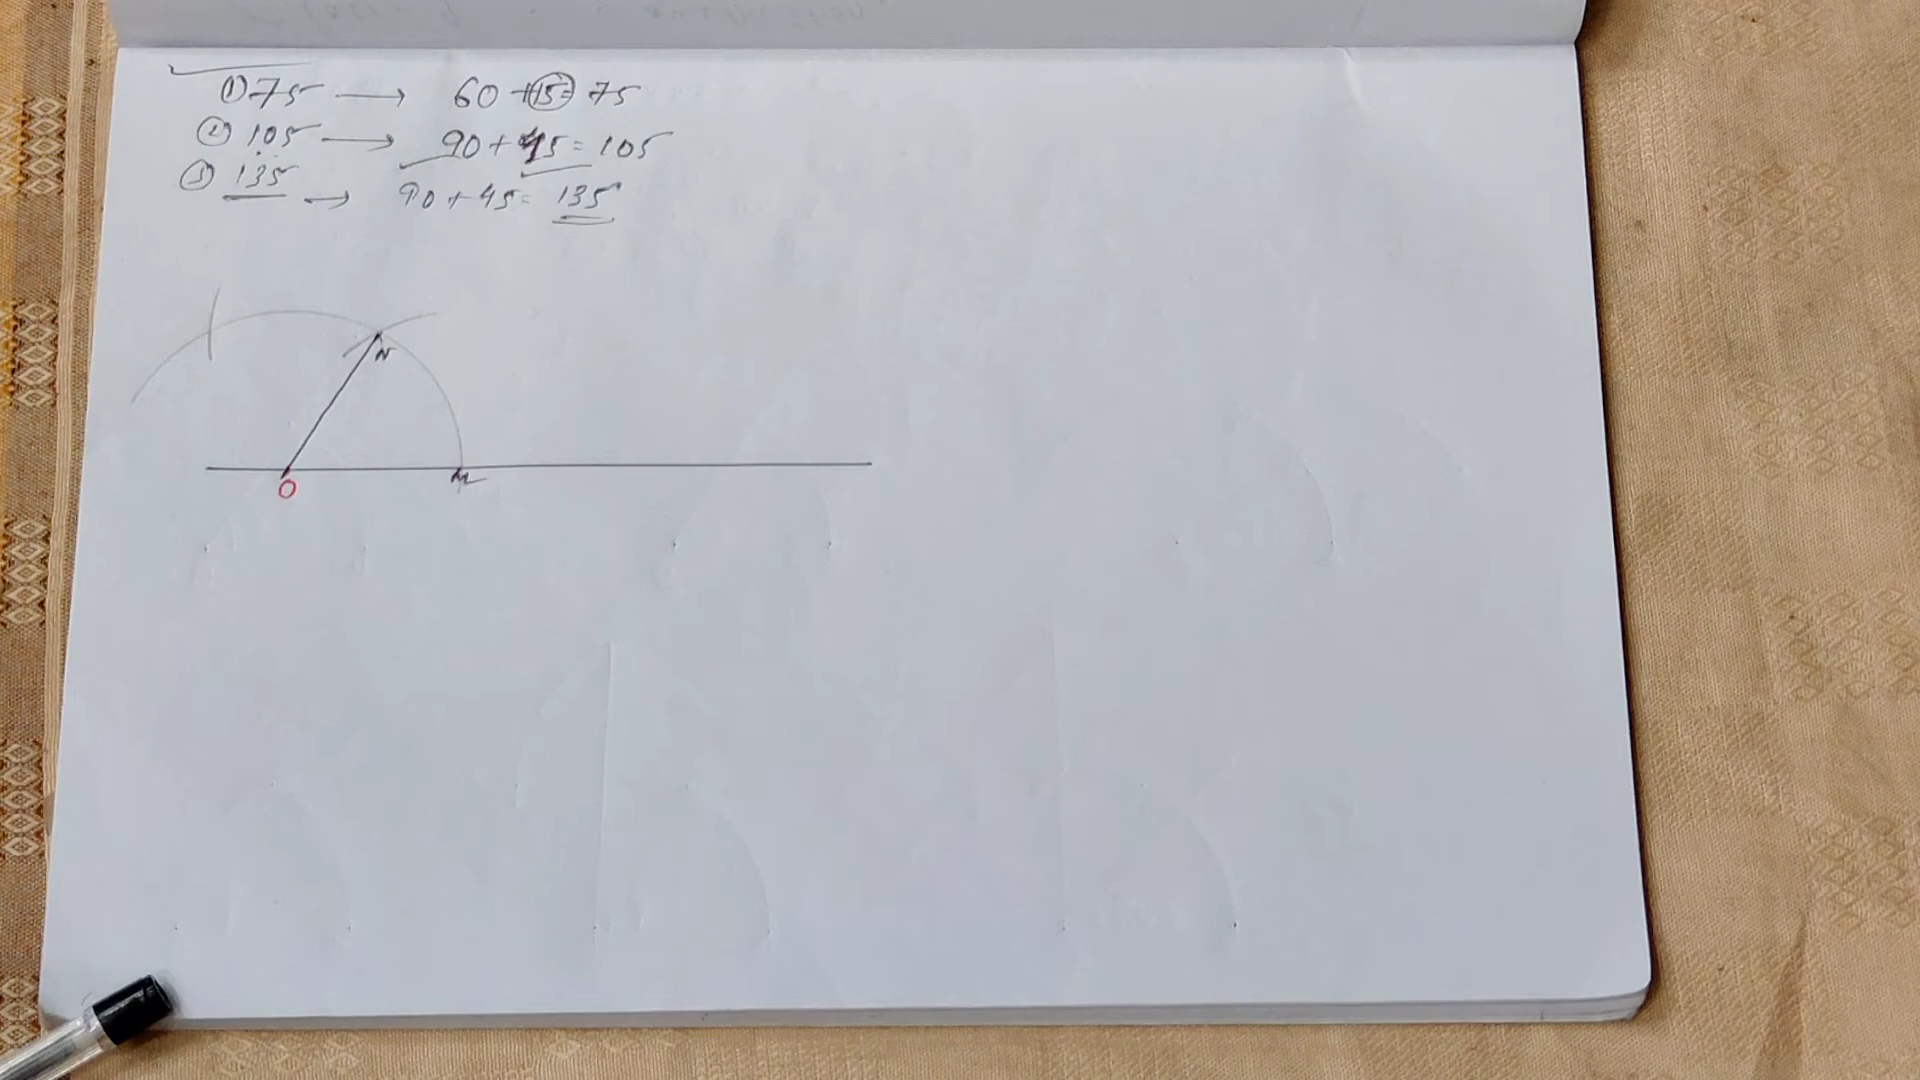 ① 75 → 60 + 15 = 75
② 105 → 90 + 15 = 105
③ 135 → 90 + 45 = 135
N
O
M